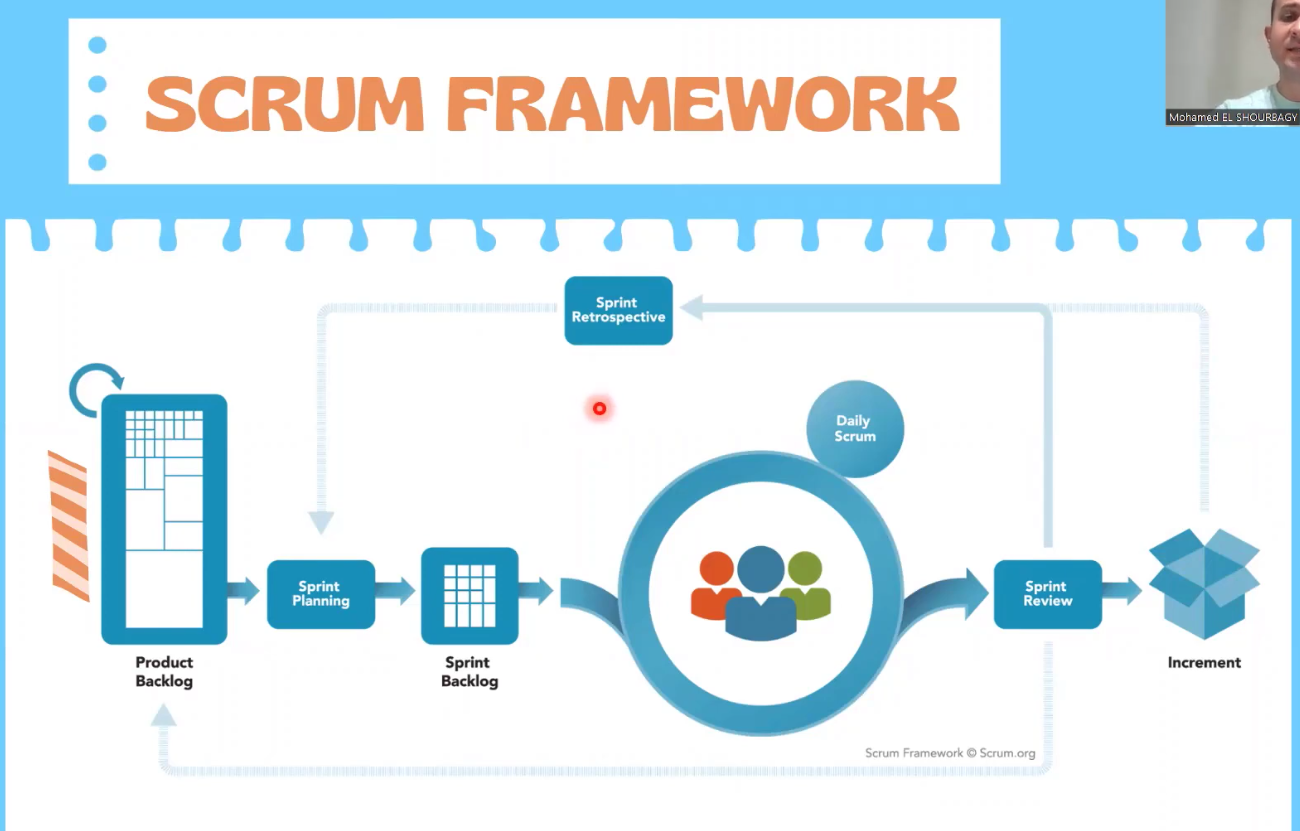 SCRUM FRAMEWORK
Mohamed EL SHOURBAGY
Sprint
Retrospective
Daily
Scrum
Sprint
Planning
Sprint
Review
Product
Backlog
Sprint
Backlog
Increment
Scrum Framework © Scrum.org